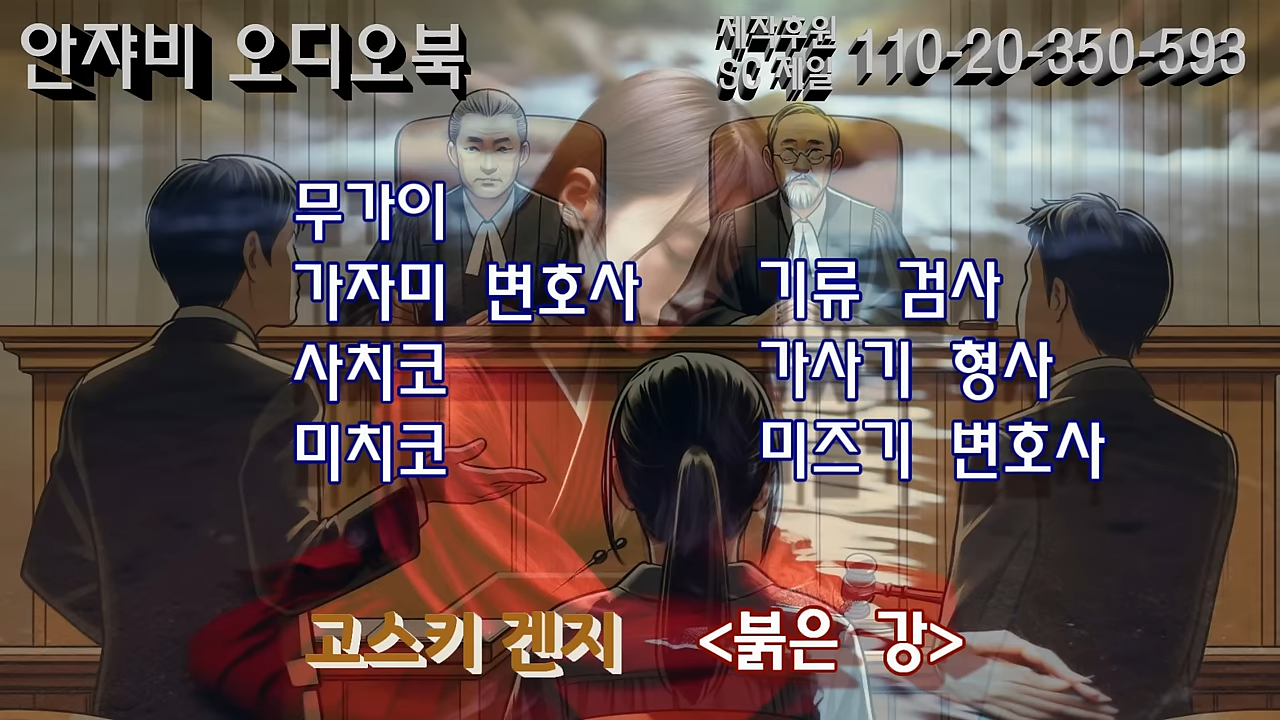 안쟈비 오디오북
제작후원
SC제일
110-20-350-593
무가이
가자미 변호사
기류 검사
사치코
가사기 형사
미치코
미즈기 변호사
고스키 겐지
<붉은 강>